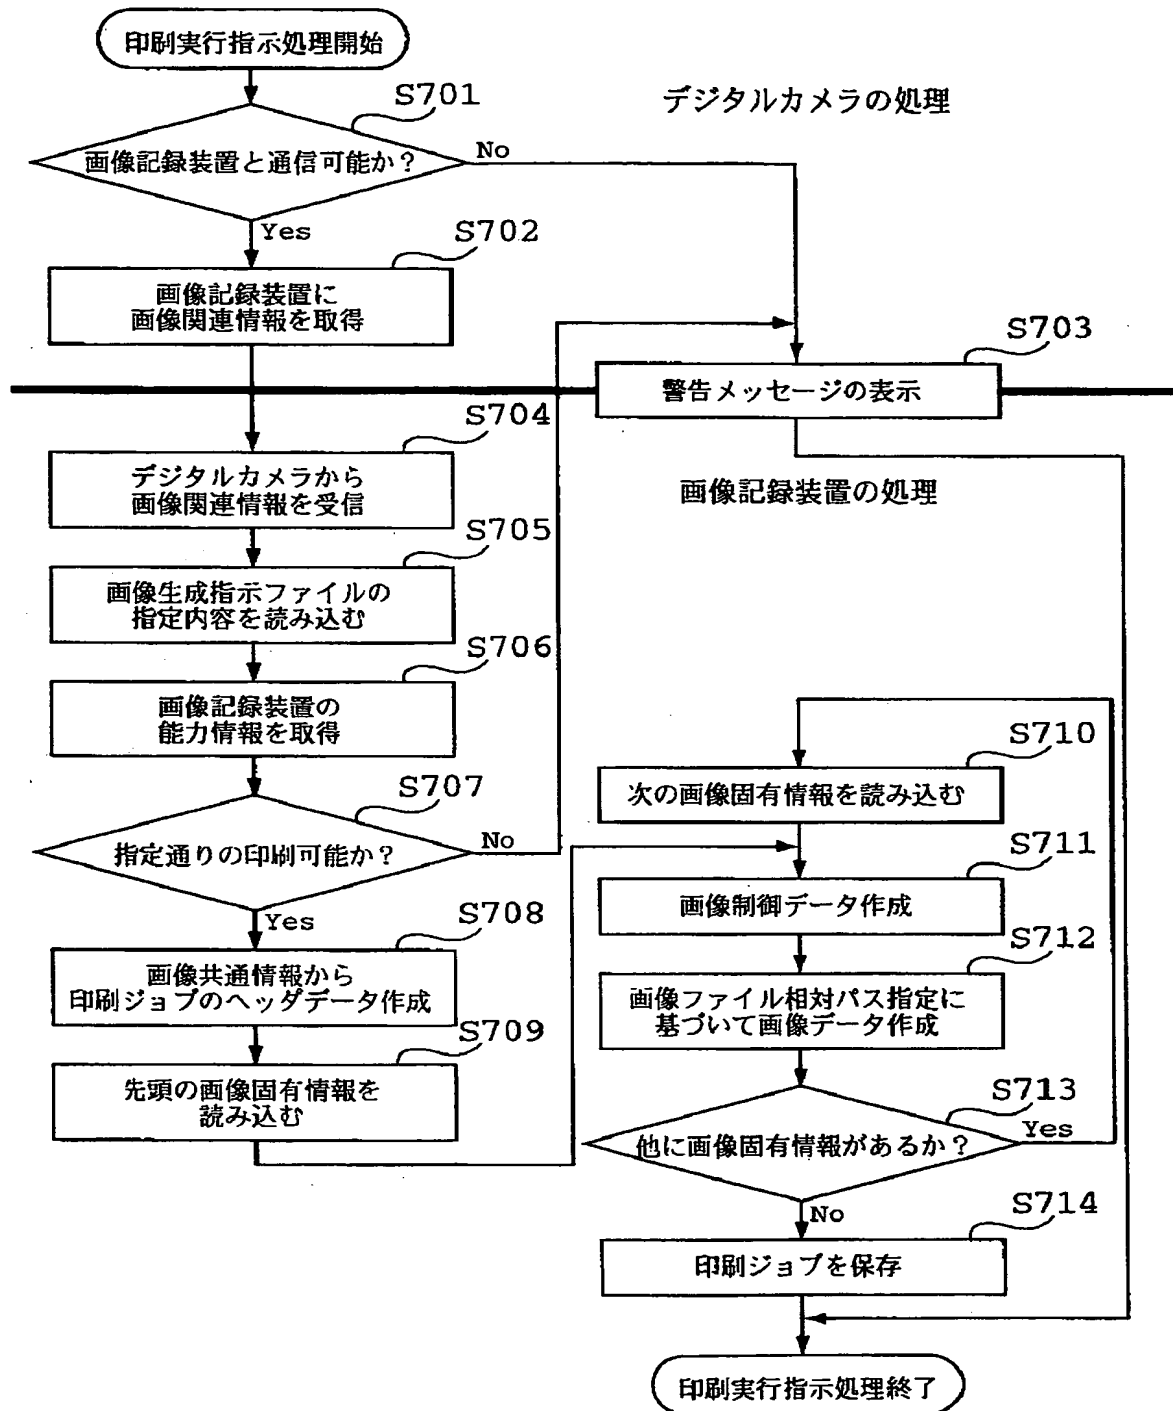 印刷実行指示処理開始
S701
デジタルカメラの処理
画像記録装置と通信可能か?
No
Yes
S702
画像記録装置に
画像関連情報を取得
S703
警告メッセージの表示
S704
デジタルカメラから
画像関連情報を受信
画像記録装置の処理
S705
画像生成指示ファイルの
指定内容を読み込む
S706
画像記録装置の
能力情報を取得
S707
指定通りの印刷可能か?
No
Yes
S708
画像共通情報から
印刷ジョブのヘッダデータ作成
S709
先頭の画像固有情報を
読み込む
S710
次の画像固有情報を読み込む
S711
画像制御データ作成
S712
画像ファイル相対パス指定に
基づいて画像データ作成
S713
他に画像固有情報があるか?
Yes
No
S714
印刷ジョブを保存
印刷実行指示処理終了